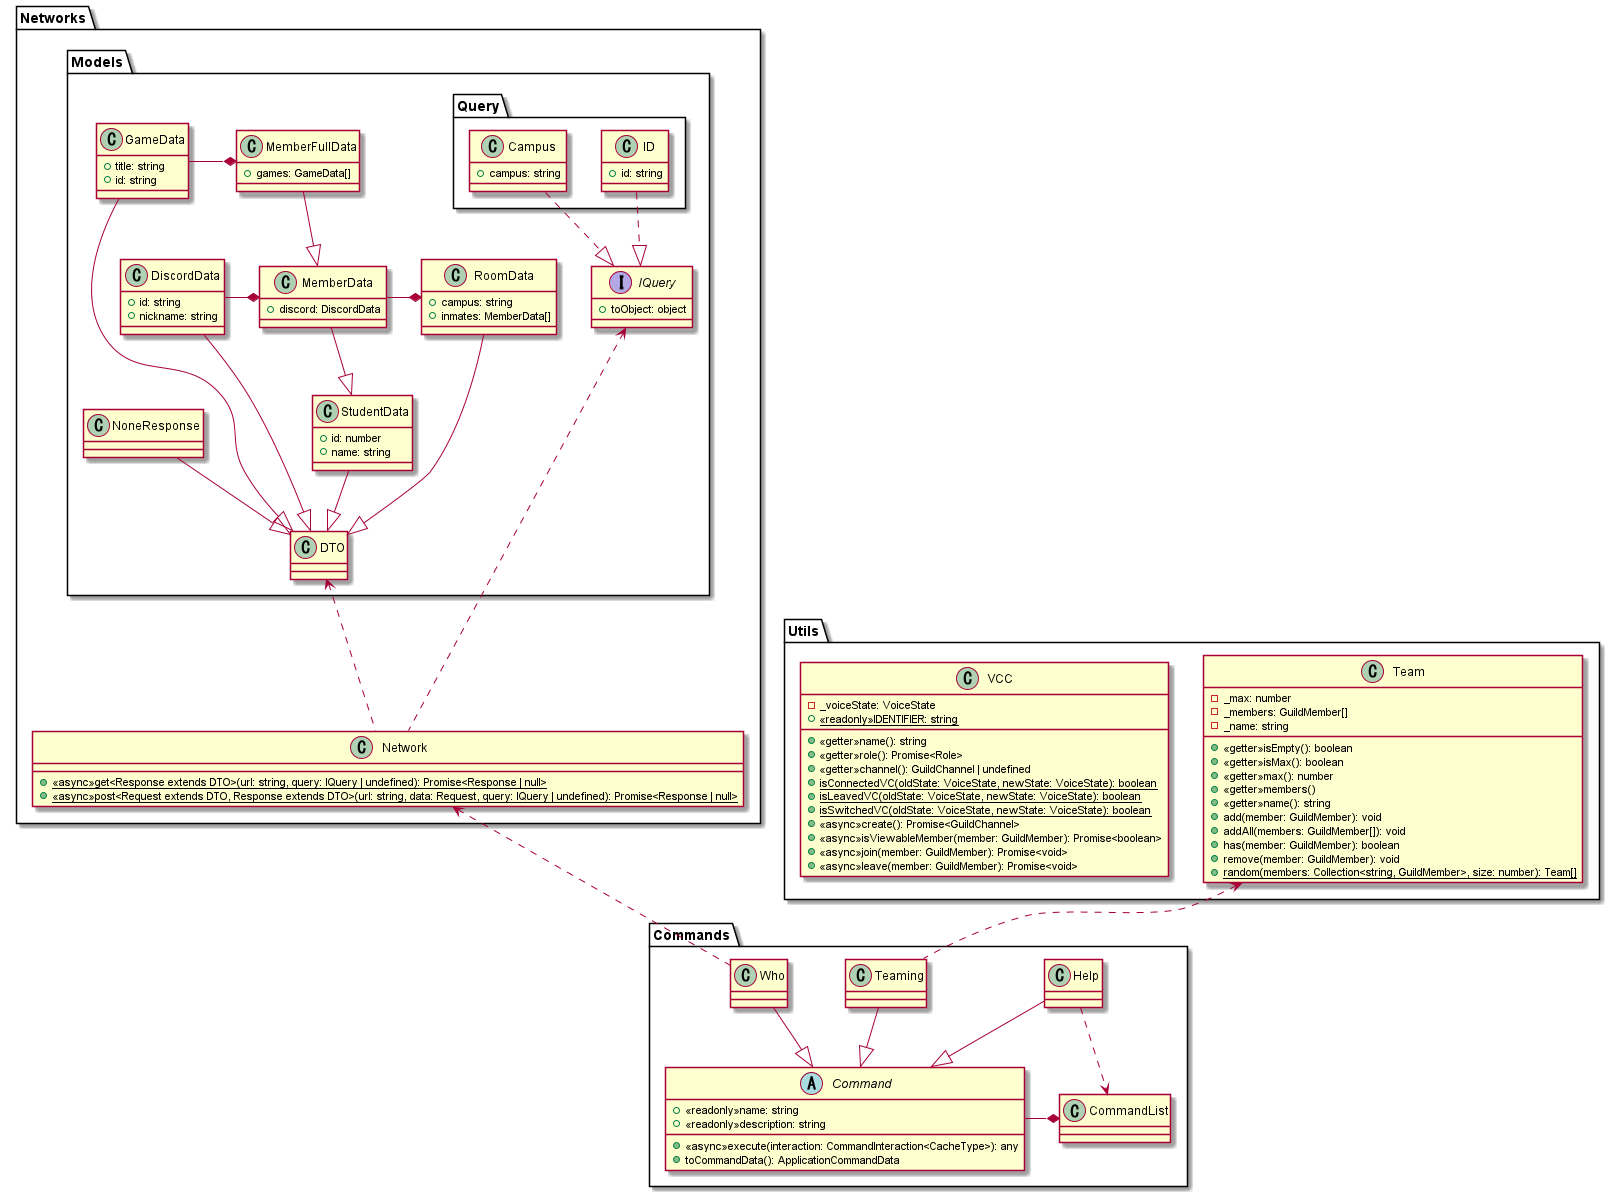 Networks
Models
Query
C GameData
title: string
id: string
C MemberFullData
games: GameData[]
C Campus
campus: string
C ID
id: string
C DiscordData
id: string
nickname: string
C MemberData
discord: DiscordData
C RoomData
campus: string
inmates: MemberData[]
I IQuery
toObject: object
C NoneResponse
C StudentData
id: number
name: string
C DTO
C Network
«async»get<Response extends DTO>(url: string, query: IQuery | undefined): Promise<Response | null>
«async»post<Request extends DTO, Response extends DTO>(url: string, data: Request, query: IQuery | undefined): Promise<Response | null>
Utils
C VCC
_voiceState: VoiceState
«readonly»IDENTIFIER: string
«getter»name(): string
«getter»role(): Promise<Role>
«getter»channel(): GuildChannel | undefined
isConnectedVC(oldState: VoiceState, newState: VoiceState): boolean
isLeavedVC(oldState: VoiceState, newState: VoiceState): boolean
isSwitchedVC(oldState: VoiceState, newState: VoiceState): boolean
«async»create(): Promise<GuildChannel>
«async»isViewableMember(member: GuildMember): Promise<boolean>
«async»join(member: GuildMember): Promise<void>
«async»leave(member: GuildMember): Promise<void>
C Team
_max: number
_members: GuildMember[]
_name: string
«getter»isEmpty(): boolean
«getter»isMax(): boolean
«getter»max(): number
«getter»members()
«getter»name(): string
add(member: GuildMember): void
addAll(members: GuildMember[]): void
has(member: GuildMember): boolean
remove(member: GuildMember): void
random(members: Collection<string, GuildMember>, size: number): Team[]
Commands
C Who
C Teaming
C Help
A Command
«readonly»name: string
«readonly»description: string
«async»execute(interaction: CommandInteraction<CacheType>): any
toCommandData(): ApplicationCommandData
C CommandList